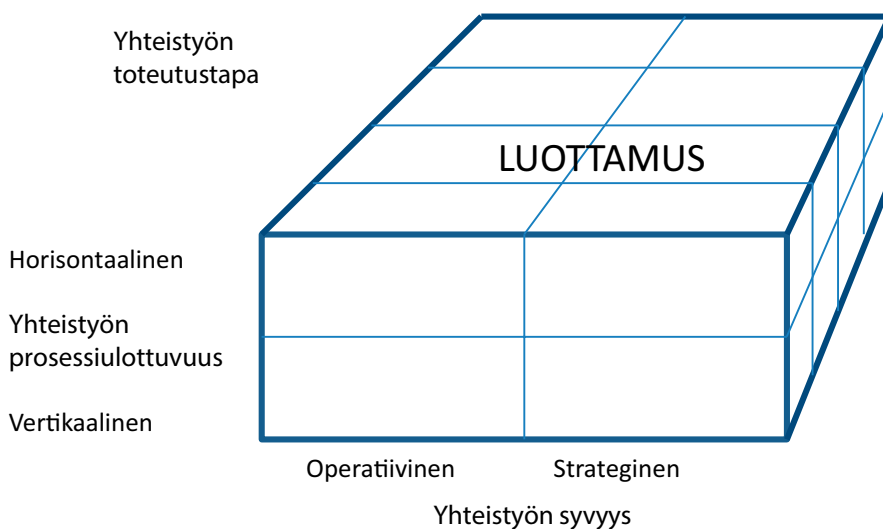 Yhteistyön
toteutustapa
LUOTTAMUS
Horisontaalinen
Yhteistyön
prosessiulottuvuus
Vertikaalinen
Operatiivinen Strateginen
Yhteistyön syvyys